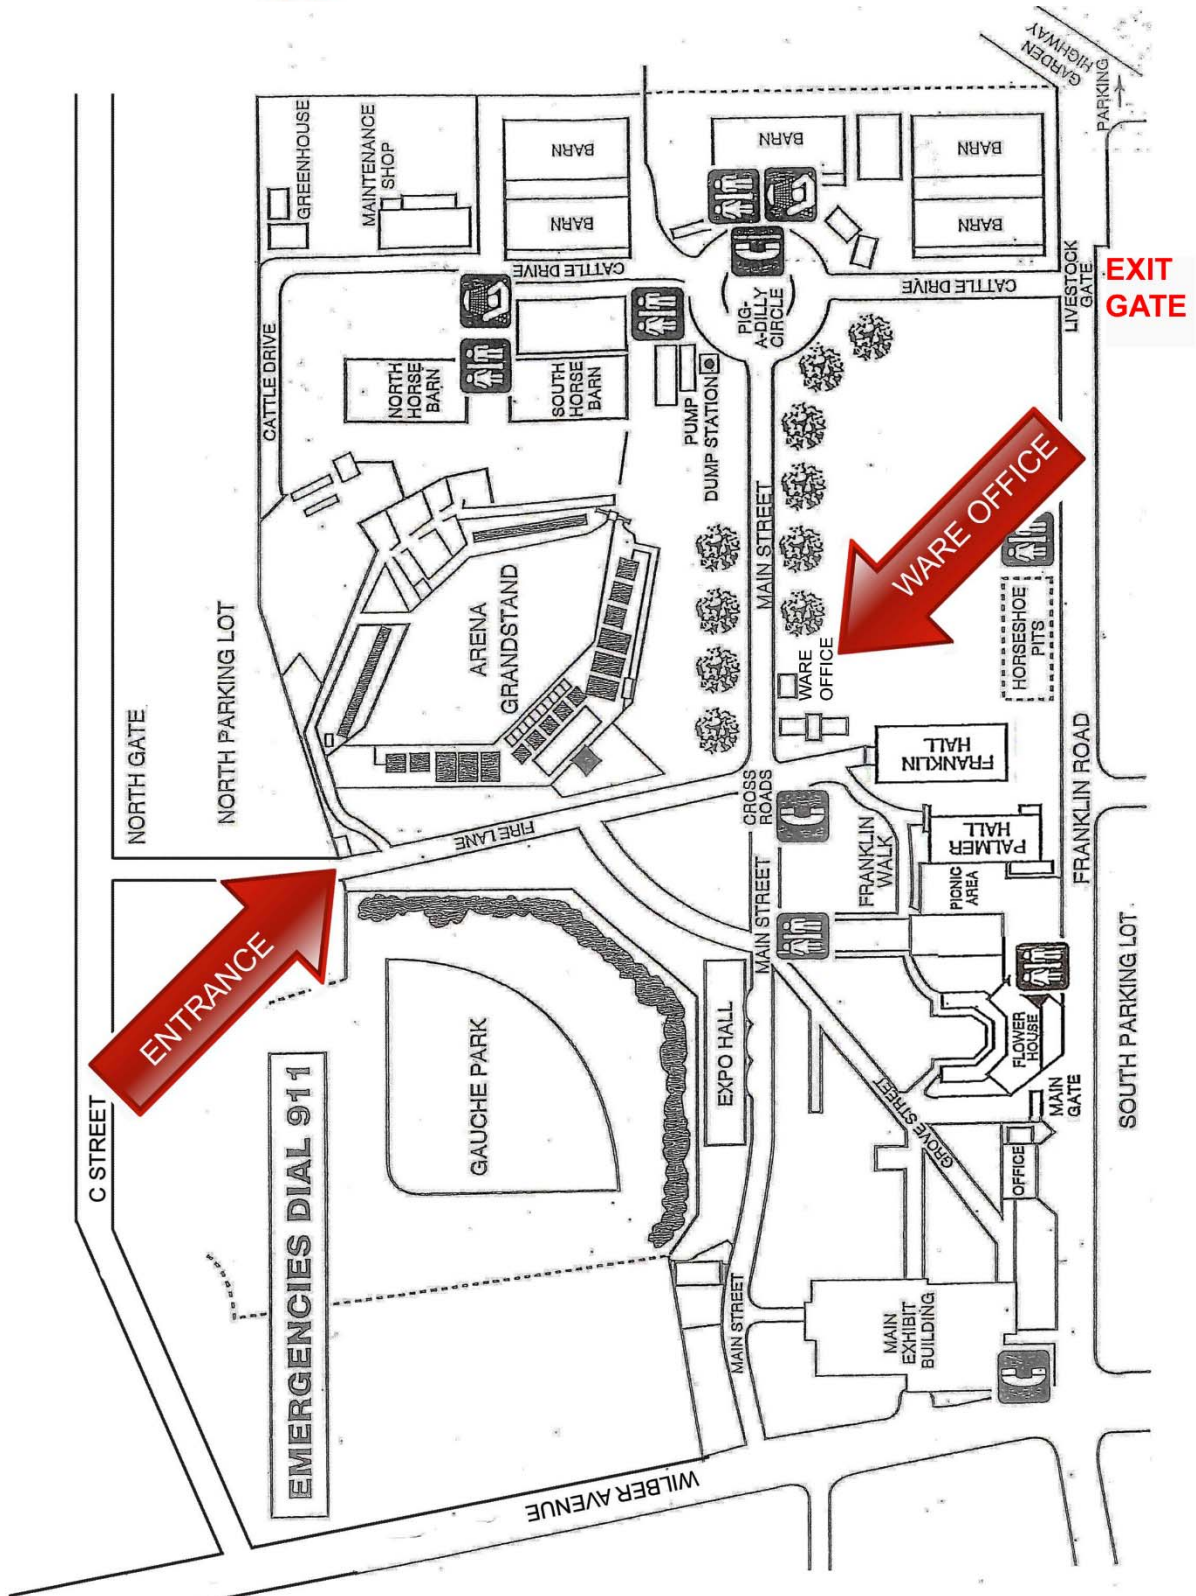 GARDEN
HIGHWAY
PARKING
GREENHOUSE
MAINTENANCE
SHOP
BARN
BARN
BARN
BARN
BARN
CATTLE DRIVE
CATTLE DRIVE
CATTLE DRIVE
LIVESTOCK
GATE
EXIT
GATE
PIG-
A-DILLY
CIRCLE
NORTH
HORSE
BARN
SOUTH
HORSE
BARN
PUMP
DUMP STATION
MAIN STREET
WARE OFFICE
WARE
OFFICE
HORSESHOE
PITS
ARENA
GRANDSTAND
NORTH PARKING LOT
NORTH GATE
FIRE LANE
CROSS
ROADS
FRANKLIN
HALL
PALMER
HALL
FRANKLIN
WALK
PICNIC
AREA
FRANKLIN ROAD
MAIN STREET
ENTRANCE
C STREET
GAUCHE PARK
EXPO HALL
GROVE STREET
FLOWER
HOUSE
MAIN
GATE
OFFICE
SOUTH PARKING LOT
EMERGENCIES DIAL 911
MAIN STREET
MAIN
EXHIBIT
BUILDING
WILBER AVENUE